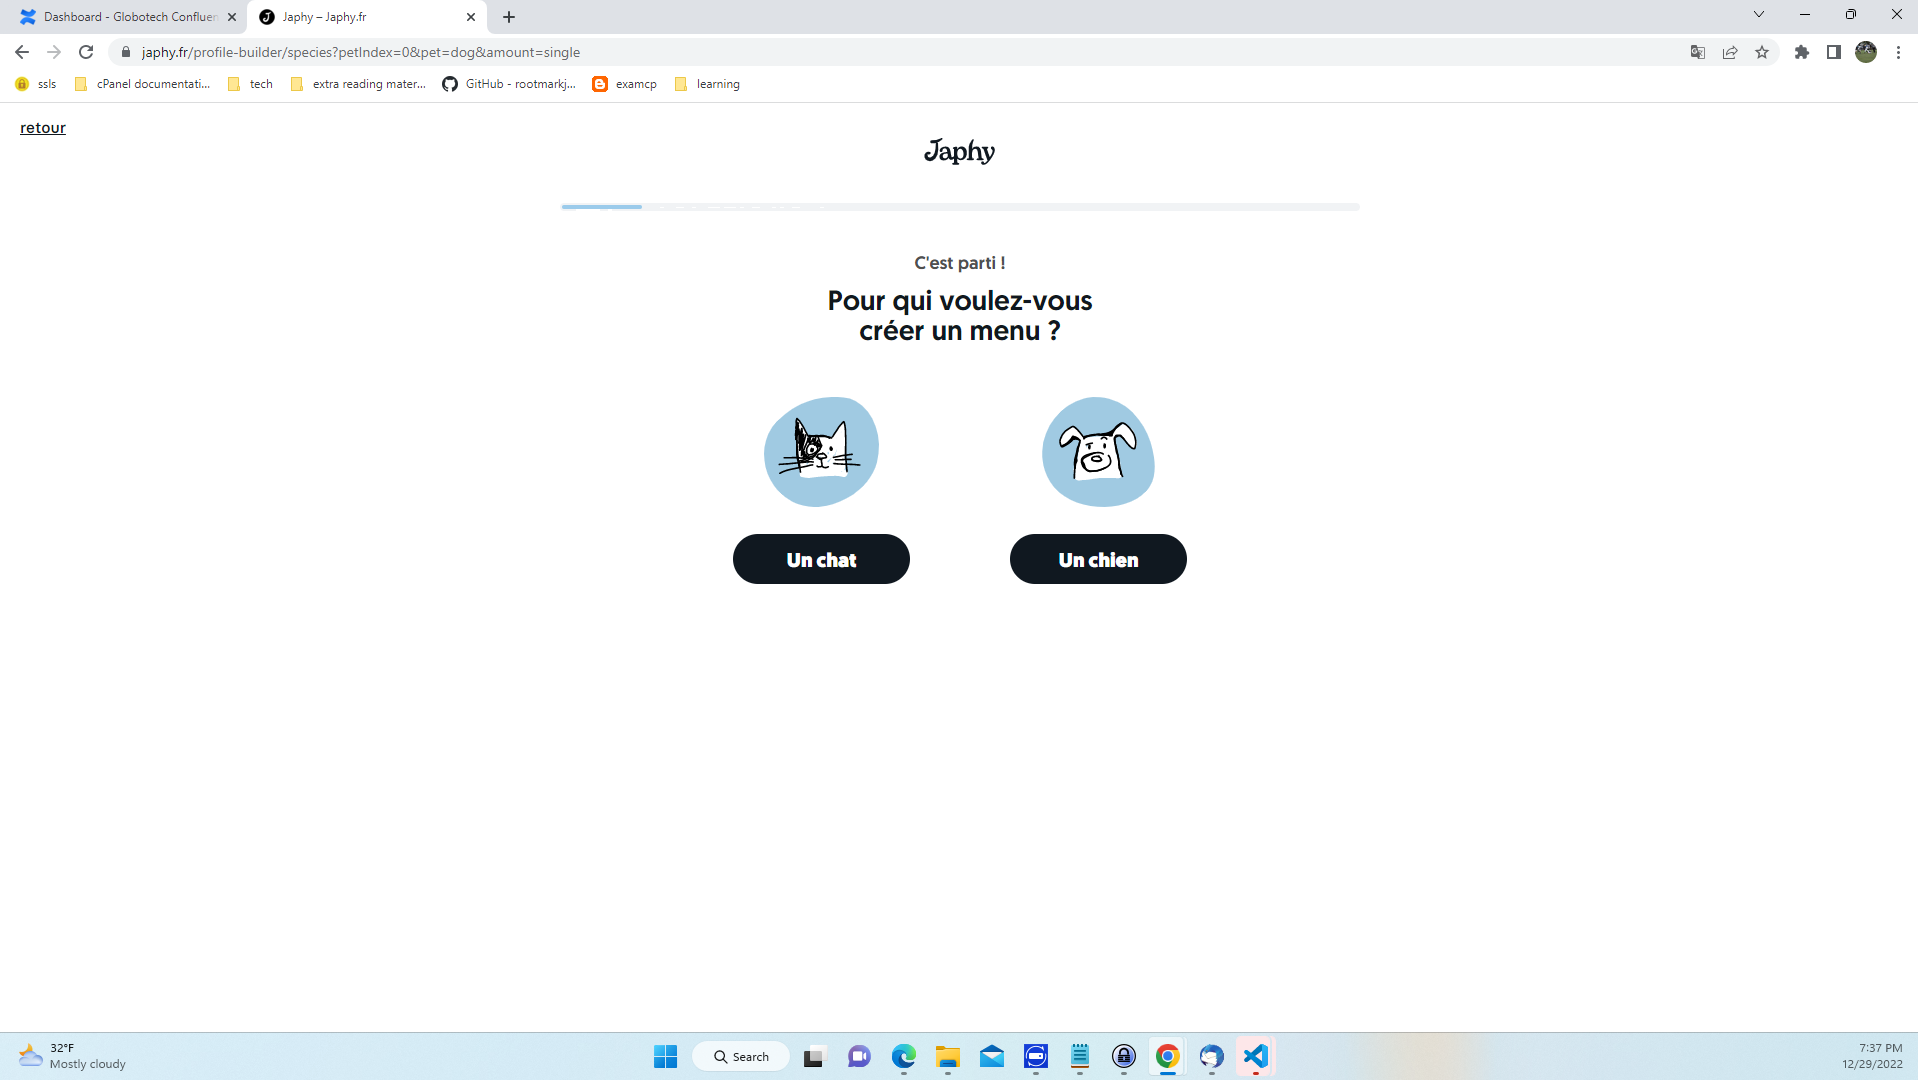 Dashboard - Globotech Confluen
Japhy – Japhy.fr
japhy.fr/profile-builder/species?petIndex=0&pet=dog&amount=single
ssls
cPanel documentati...
tech
extra reading mater...
GitHub - rootmarkj...
examcp
learning
retour
Japhy
C'est parti !
Pour qui voulez-vous
créer un menu ?
Un chat
Un chien
32°F
Mostly cloudy
Search
7:37 PM
12/29/2022